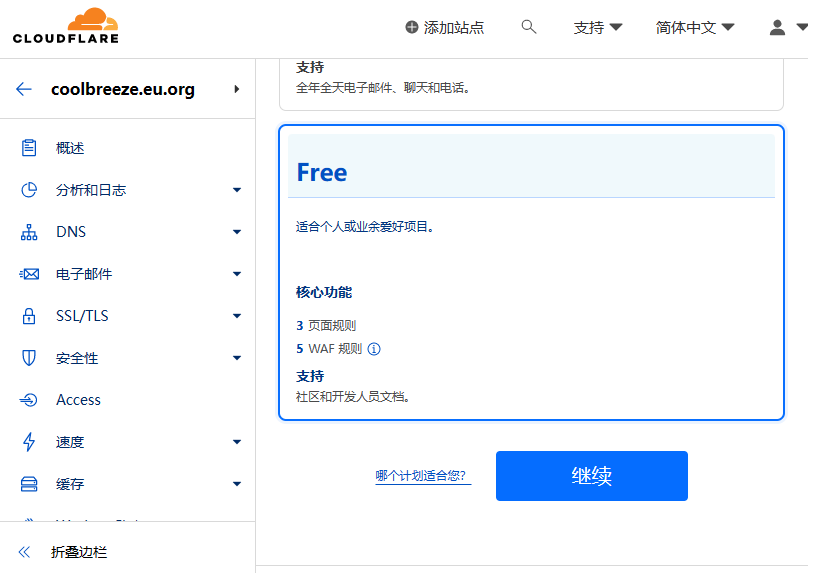 CLOUDFLARE
添加站点
支持
简体中文
coolbreeze.eu.org
概述
分析和日志
DNS
电子邮件
SSL/TLS
安全性
Access
速度
缓存
折叠边栏
支持
全年全天电子邮件、聊天和电话。
Free
适合个人或业余爱好项目。
核心功能
3 页面规则
5 WAF 规则
支持
社区和开发人员文档。
哪个计划适合您?
继续